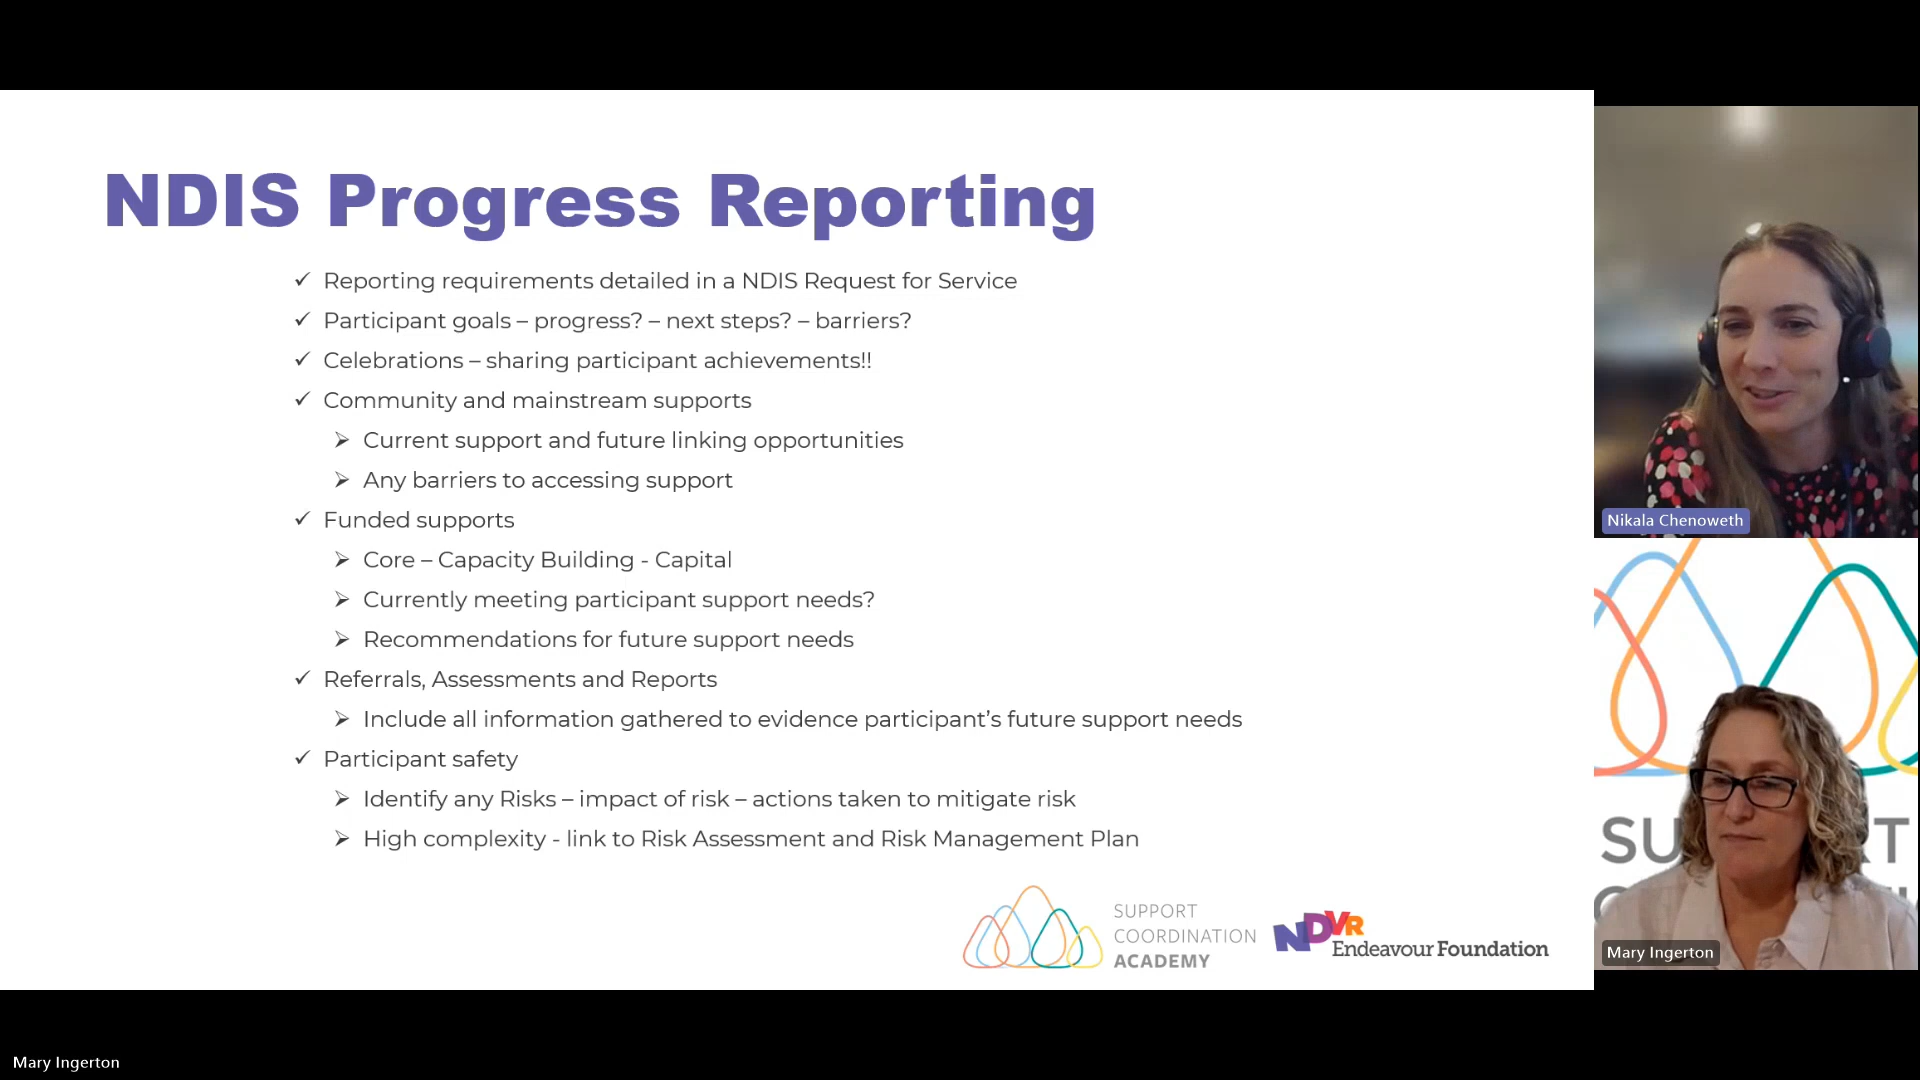 NDIS Progress Reporting
✓ Reporting requirements detailed in a NDIS Request for Service
✓ Participant goals – progress? – next steps? – barriers?
✓ Celebrations – sharing participant achievements!!
✓ Community and mainstream supports
➢ Current support and future linking opportunities
➢ Any barriers to accessing support
✓ Funded supports
➢ Core – Capacity Building - Capital
➢ Currently meeting participant support needs?
➢ Recommendations for future support needs
✓ Referrals, Assessments and Reports
➢ Include all information gathered to evidence participant’s future support needs
✓ Participant safety
➢ Identify any Risks – impact of risk – actions taken to mitigate risk
➢ High complexity - link to Risk Assessment and Risk Management Plan
SUPPORT
COORDINATION
ACADEMY
NDVR
Endeavour Foundation
Nikala Chenoweth
Mary Ingerton
Mary Ingerton